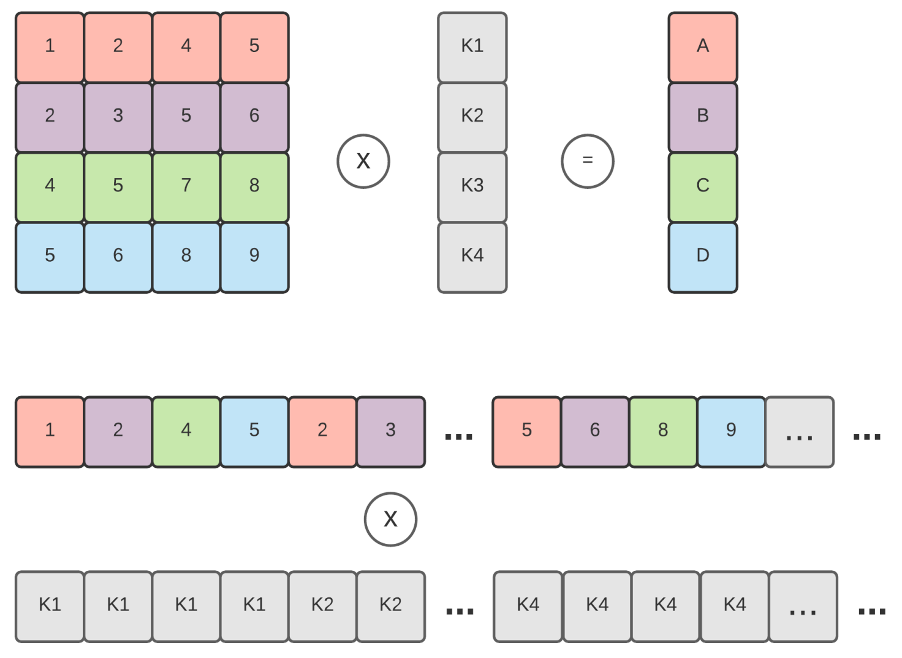 1 2 4 5 K1 A
2 3 5 6 K2 B
X =
4 5 7 8 K3 C
5 6 8 9 K4 D
1 2 4 5 2 3 ... 5 6 8 9 ... ...
X
K1 K1 K1 K1 K2 K2 ... K4 K4 K4 K4 ... ...